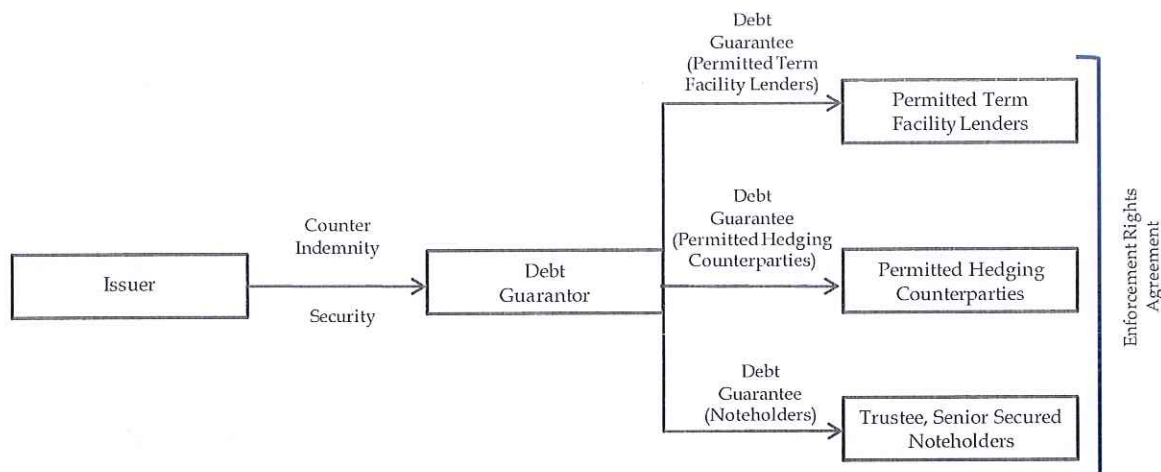 Debt
Guarantee
(Permitted Term
Facility Lenders)
Permitted Term
Facility Lenders
Counter
Indemnity
Security
Issuer
Debt
Guarantor
Debt
Guarantee
(Permitted Hedging
Counterparties)
Permitted Hedging
Counterparties
Debt
Guarantee
(Noteholders)
Trustee, Senior Secured
Noteholders
Enforcement Rights
Agreement